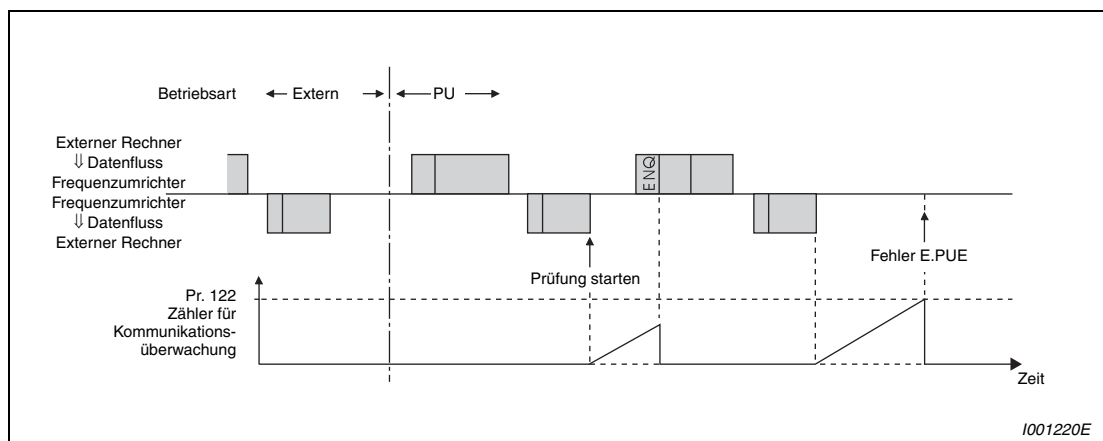 Betriebsart
Extern
PU
Externer Rechner
⇓ Datenfluss
Frequenzumrichter
Frequenzumrichter
⇓ Datenfluss
Externer Rechner
ENQ
Prüfung starten
Fehler E.PUE
Pr. 122
Zähler für
Kommunikations-
überwachung
Zeit
I001220E